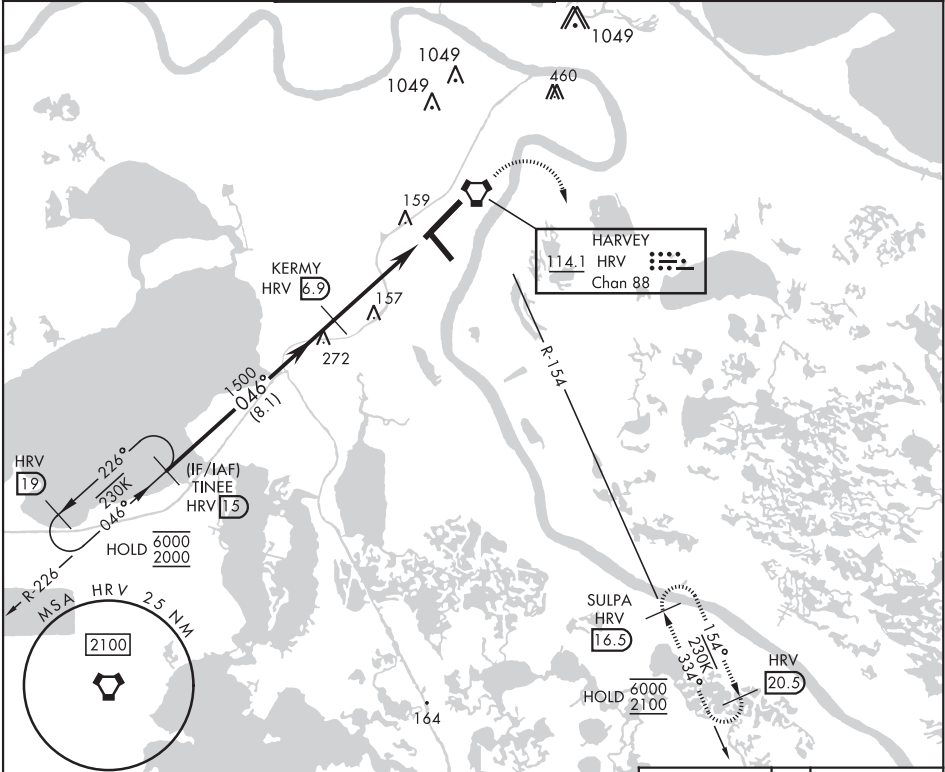 1049
1049
1049
460
159
HARVEY
114.1 HRV
Chan 88
KERMY
HRV 6.9
157
272
R-154
1500
046°
(8.1)
HRV
19
226°
230K
046°
(IF/IAF)
TINEE
HRV 15
HOLD 6000
2000
R-226
MSA HRV 25 NM
2100
SULPA
HRV
16.5
154°
230K
334°
HRV
20.5
HOLD 6000
2100
164